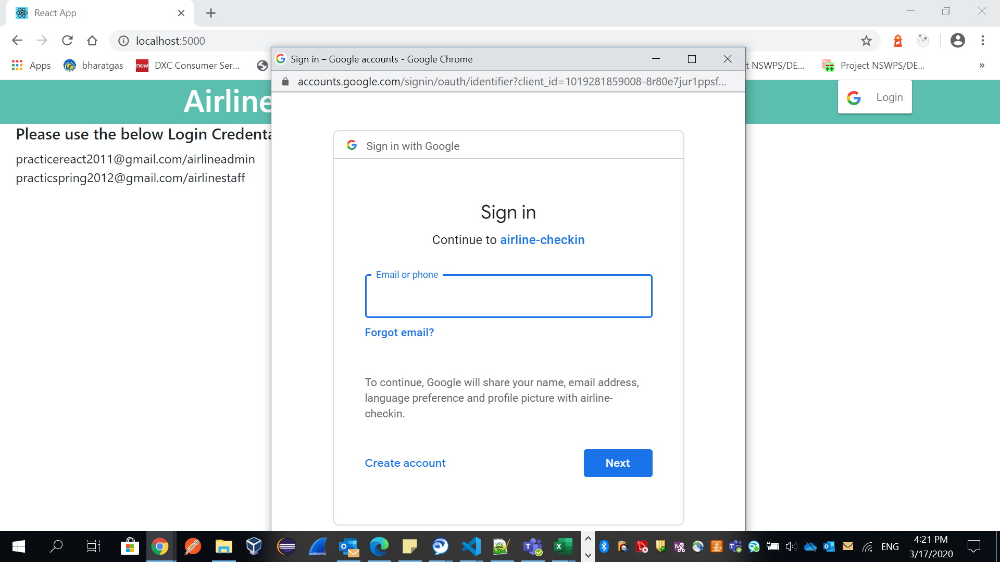 React App
localhost:5000
Apps
bharatgas
now
DXC Consumer Ser...
t NSWPS/DE...
Project NSWPS/DE...
»
Sign in – Google accounts - Google Chrome
accounts.google.com/signin/oauth/identifier?client_id=1019281859008-8r80e7jur1ppsf...
Airline
Login
Please use the below Login Credenta
practicereact2011@gmail.com/airlineadmin
practicspring2012@gmail.com/airlinestaff
Sign in with Google
Sign in
Continue to airline-checkin
Email or phone
Forgot email?
To continue, Google will share your name, email address,
language preference and profile picture with airline-
checkin.
Create account
Next
ENG
4:21 PM
3/17/2020